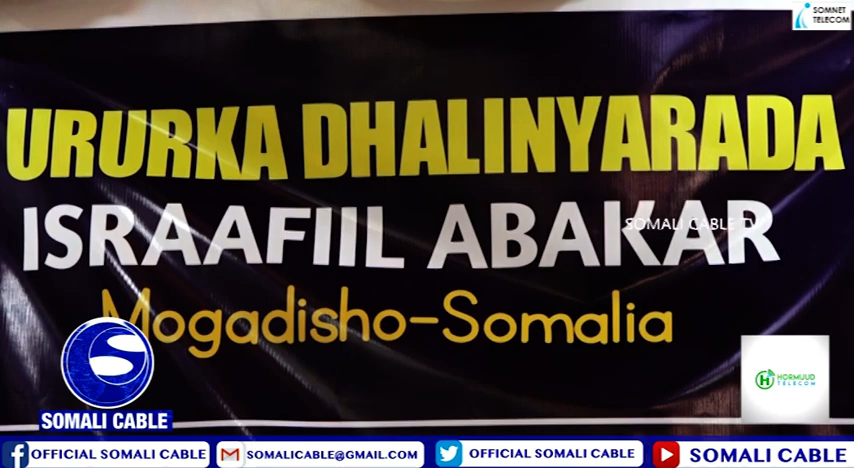 SOMNET
TELECOM
URURKA DHALINYARADA
ISRAAFIIL ABAKAR
SOMALI CABLE TV
Mogadisho-Somalia
HORMUUD
TELECOM
SOMALI CABLE
OFFICIAL SOMALI CABLE
SOMALICABLE@GMAIL.COM
OFFICIAL SOMALI CABLE
SOMALI CABLE